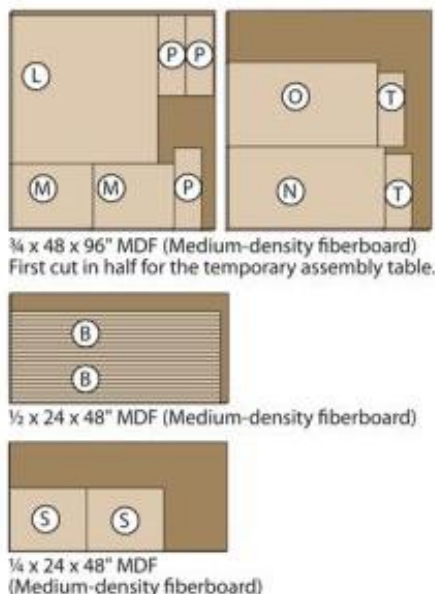 L
P P
M M P
O T
N T
¾ x 48 x 96" MDF (Medium-density fiberboard)
First cut in half for the temporary assembly table.
B
B
½ x 24 x 48" MDF (Medium-density fiberboard)
S S
¼ x 24 x 48" MDF
(Medium-density fiberboard)